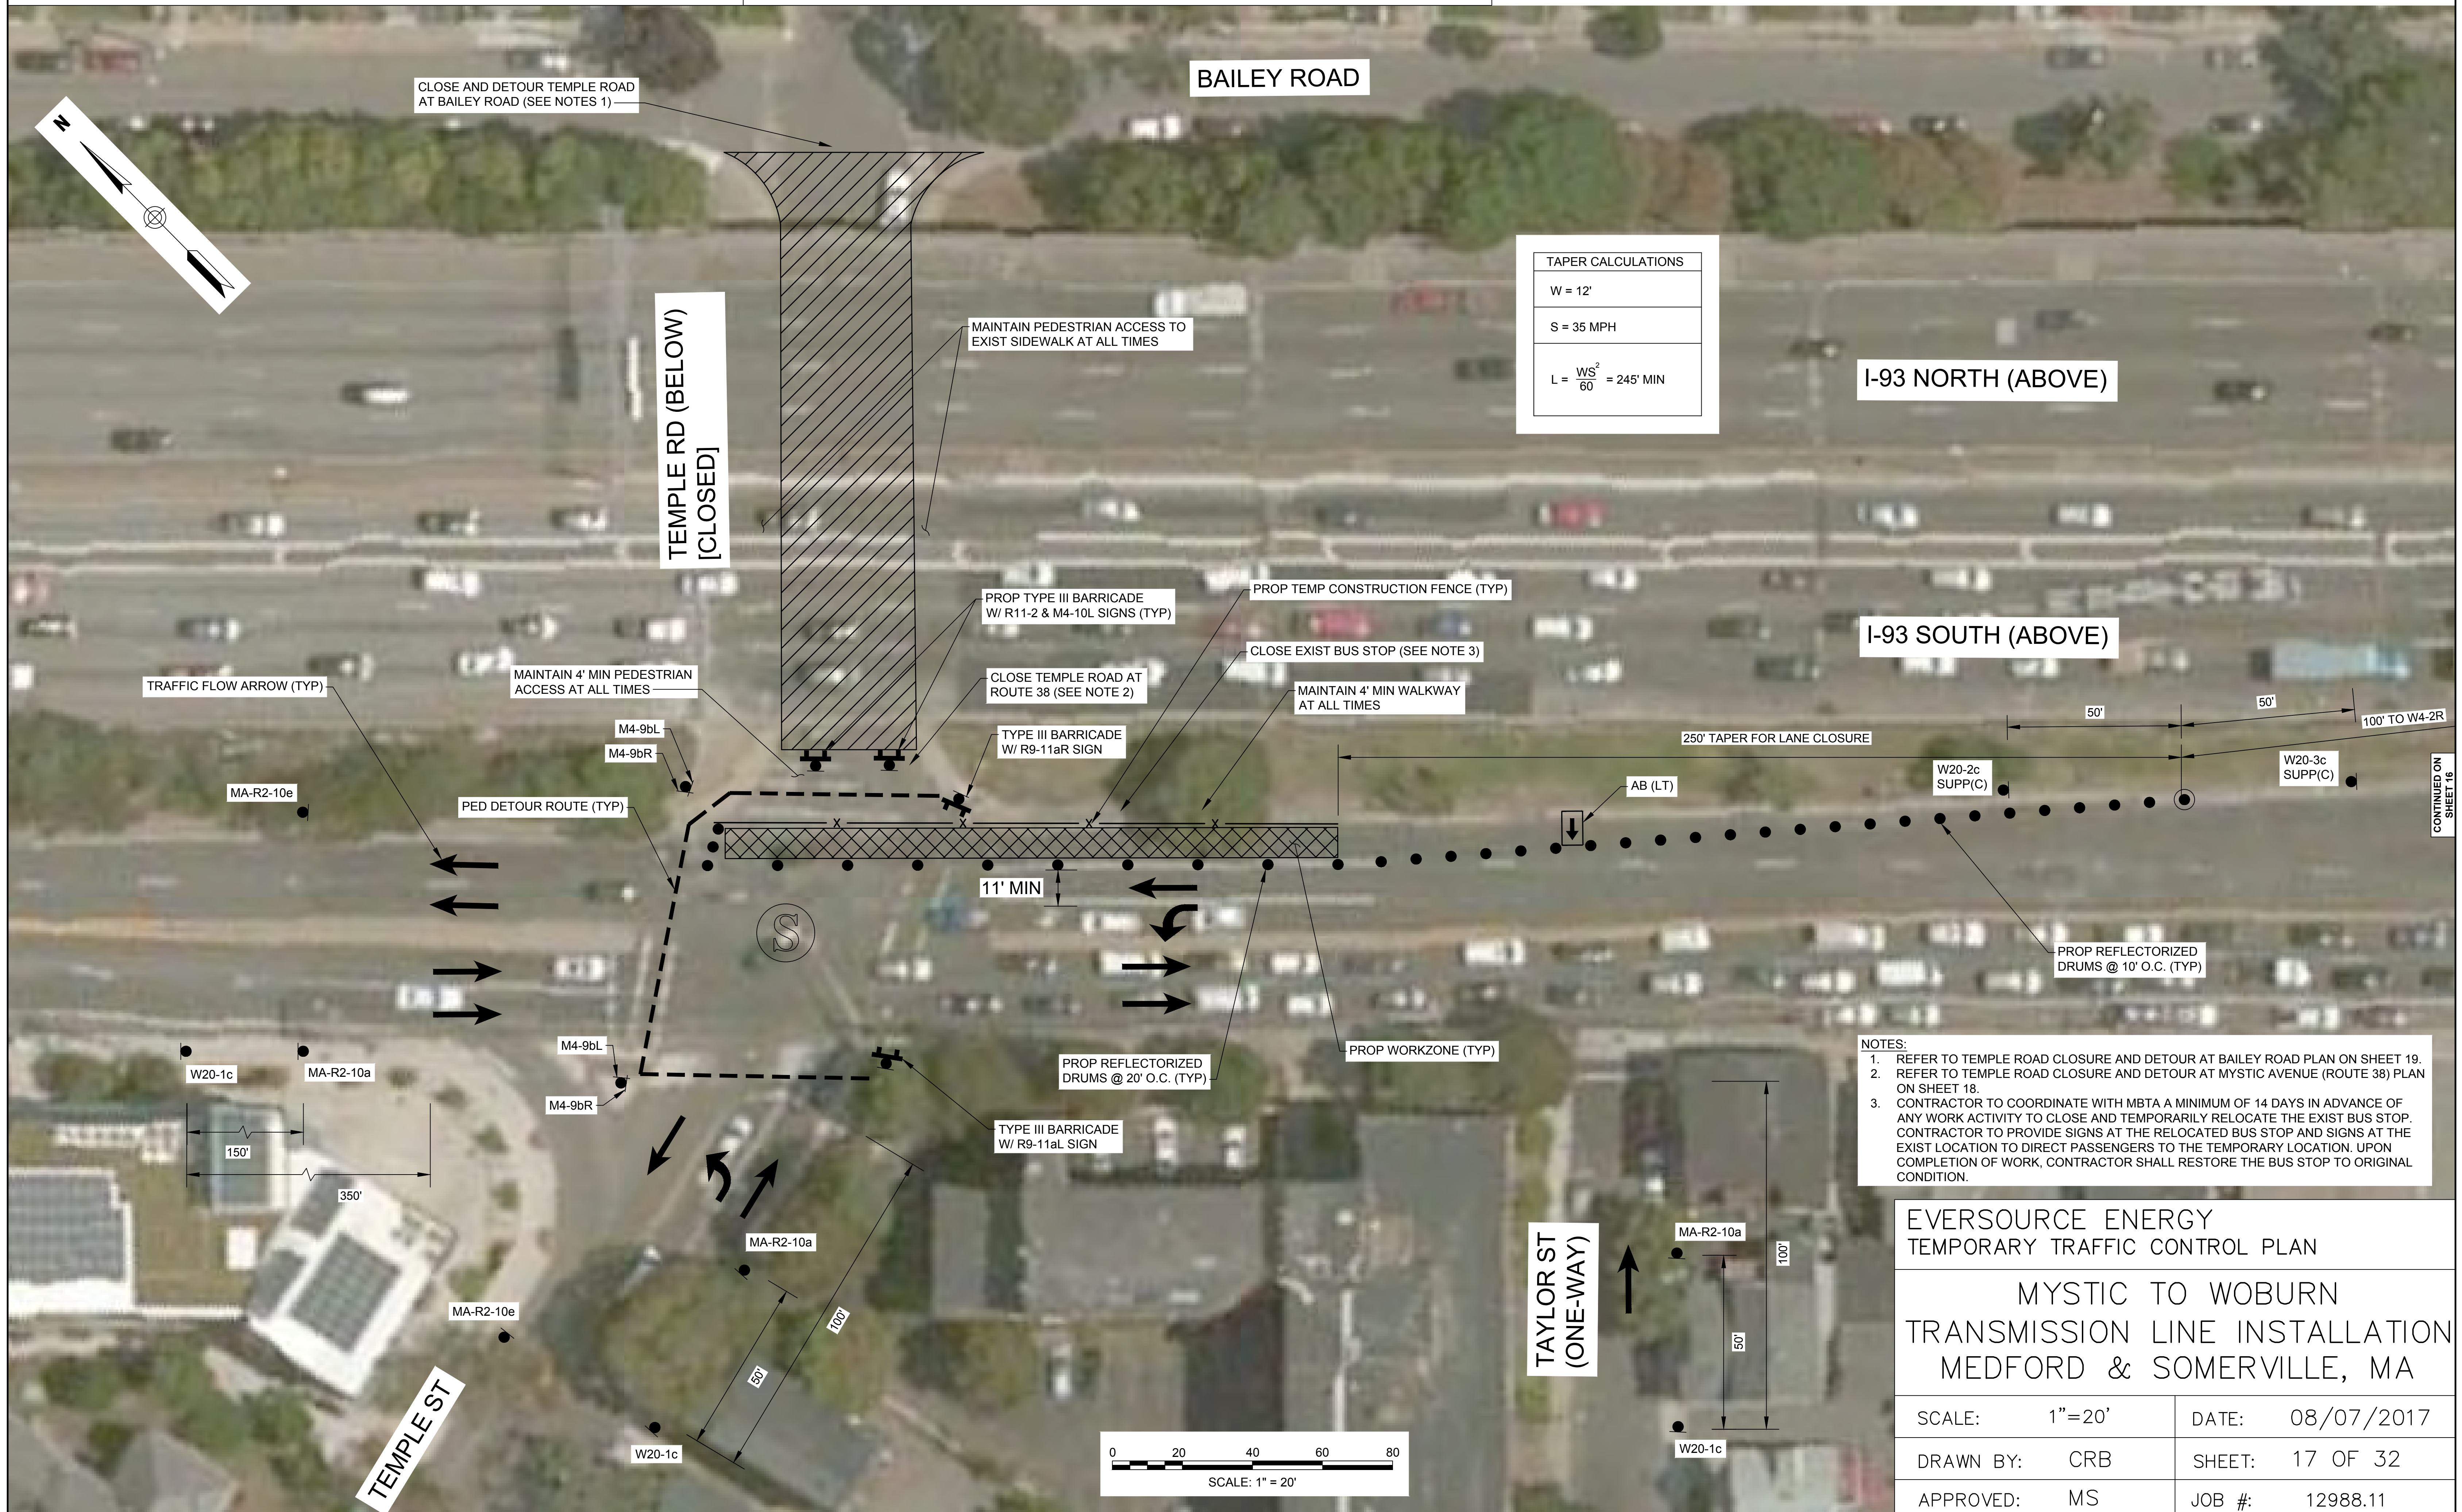 CLOSE AND DETOUR TEMPLE ROAD
AT BAILEY ROAD (SEE NOTES 1)
BAILEY ROAD
N
TAPER CALCULATIONS
W = 12'
S = 35 MPH
L = WS²/60 = 245' MIN
I-93 NORTH (ABOVE)
TEMPLE RD (BELOW)
[CLOSED]
MAINTAIN PEDESTRIAN ACCESS TO
EXIST SIDEWALK AT ALL TIMES
PROP TYPE III BARRICADE
W/ R11-2 & M4-10L SIGNS (TYP)
PROP TEMP CONSTRUCTION FENCE (TYP)
CLOSE EXIST BUS STOP (SEE NOTE 3)
I-93 SOUTH (ABOVE)
TRAFFIC FLOW ARROW (TYP)
MAINTAIN 4' MIN PEDESTRIAN
ACCESS AT ALL TIMES
CLOSE TEMPLE ROAD AT
ROUTE 38 (SEE NOTE 2)
MAINTAIN 4' MIN WALKWAY
AT ALL TIMES
M4-9bL
M4-9bR
TYPE III BARRICADE
W/ R9-11aR SIGN
250' TAPER FOR LANE CLOSURE
50'
50'
100' TO W4-2R
MA-R2-10e
PED DETOUR ROUTE (TYP)
AB (LT)
W20-2c
SUPP(C)
W20-3c
SUPP(C)
CONTINUED ON
SHEET 16
11' MIN
S
PROP REFLECTORIZED
DRUMS @ 10' O.C. (TYP)
W20-1c
MA-R2-10a
150'
350'
M4-9bL
M4-9bR
PROP REFLECTORIZED
DRUMS @ 20' O.C. (TYP)
PROP WORKZONE (TYP)
TYPE III BARRICADE
W/ R9-11aL SIGN
MA-R2-10a
MA-R2-10e
50'
100'
W20-1c
TEMPLE ST
TAYLOR ST
(ONE-WAY)
MA-R2-10a
100'
50'
W20-1c
0 20 40 60 80
SCALE: 1" = 20'
NOTES:
1. REFER TO TEMPLE ROAD CLOSURE AND DETOUR AT BAILEY ROAD PLAN ON SHEET 19.
2. REFER TO TEMPLE ROAD CLOSURE AND DETOUR AT MYSTIC AVENUE (ROUTE 38) PLAN
ON SHEET 18.
3. CONTRACTOR TO COORDINATE WITH MBTA A MINIMUM OF 14 DAYS IN ADVANCE OF
ANY WORK ACTIVITY TO CLOSE AND TEMPORARILY RELOCATE THE EXIST BUS STOP.
CONTRACTOR TO PROVIDE SIGNS AT THE RELOCATED BUS STOP AND SIGNS AT THE
EXIST LOCATION TO DIRECT PASSENGERS TO THE TEMPORARY LOCATION. UPON
COMPLETION OF WORK, CONTRACTOR SHALL RESTORE THE BUS STOP TO ORIGINAL
CONDITION.
EVERSOURCE ENERGY
TEMPORARY TRAFFIC CONTROL PLAN
MYSTIC TO WOBURN
TRANSMISSION LINE INSTALLATION
MEDFORD & SOMERVILLE, MA
SCALE: 1"=20'
DATE: 08/07/2017
DRAWN BY: CRB
SHEET: 17 OF 32
APPROVED: MS
JOB #: 12988.11